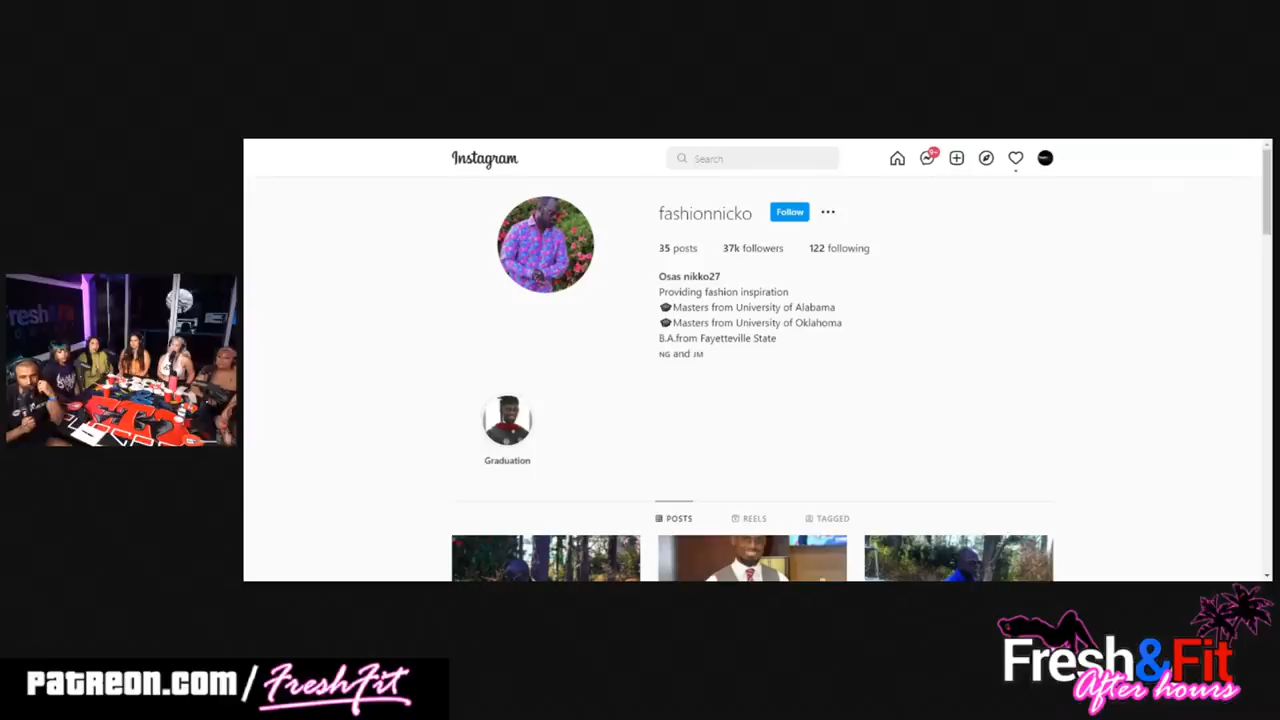 Instagram
Search
9+
fashionnicko
Follow
35 posts 37k followers 122 following
Osas nikko27
Providing fashion inspiration
🎓Masters from University of Alabama
🎓Masters from University of Oklahoma
B.A.from Fayetteville State
NG and JM
Graduation
POSTS REELS TAGGED
Fresh&Fit
After hours
patreon.com/FreshFit